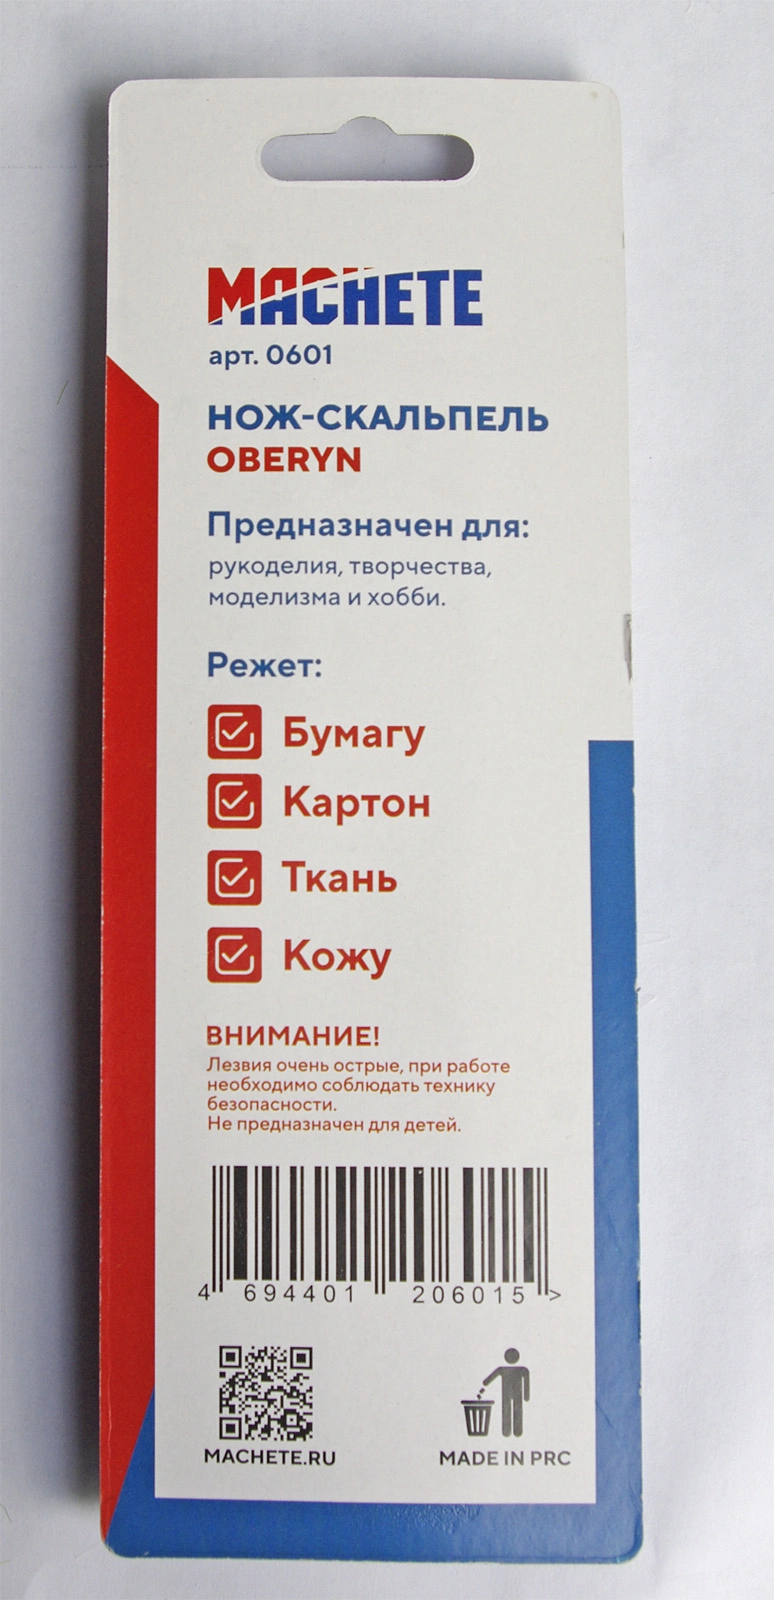 MACHETE
арт. 0601
НОЖ-СКАЛЬПЕЛЬ
OBERYN
Предназначен для:
рукоделия, творчества,
моделизма и хобби.
Режет:
Бумагу
Картон
Ткань
Кожу
ВНИМАНИЕ!
Лезвия очень острые, при работе
необходимо соблюдать технику
безопасности.
Не предназначен для детей.
4 694401 206015 >
MACHETE.RU
MADE IN PRC